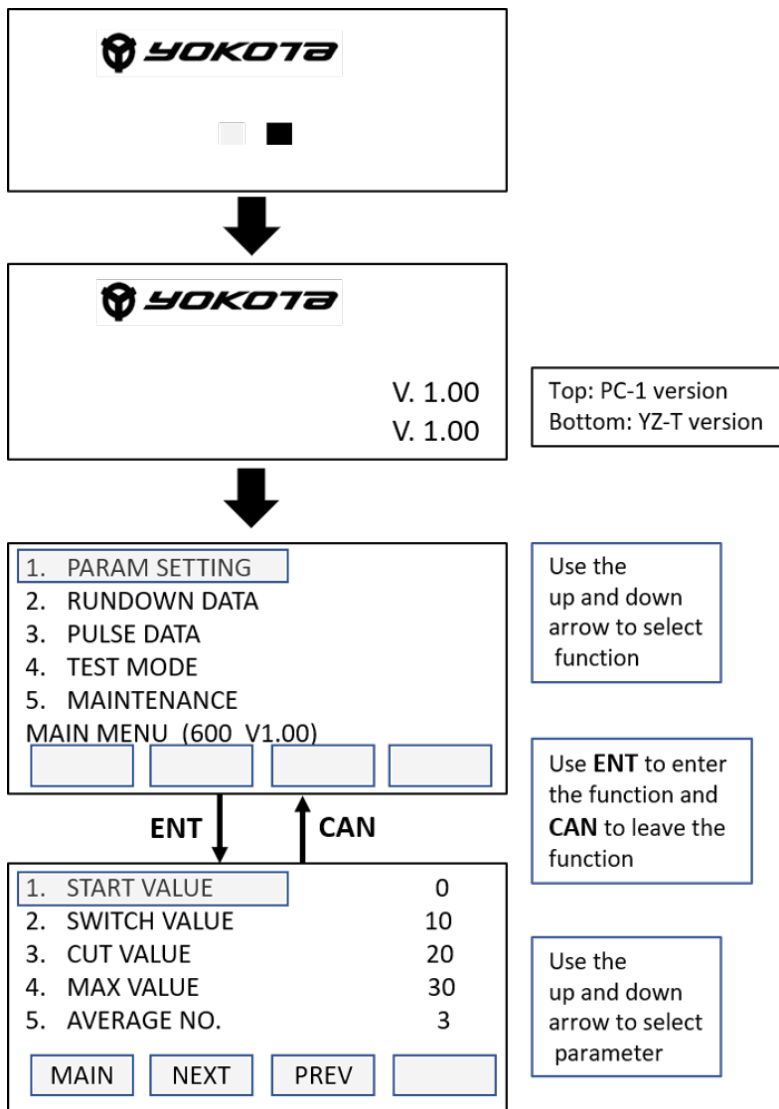 YOKOTA
YOKOTA
V. 1.00
V. 1.00
Top: PC-1 version
Bottom: YZ-T version
1. PARAM SETTING
2. RUNDOWN DATA
3. PULSE DATA
4. TEST MODE
5. MAINTENANCE
MAIN MENU (600 V1.00)
Use the
up and down
arrow to select
function
ENT
CAN
Use ENT to enter
the function and
CAN to leave the
function
1. START VALUE 0
2. SWITCH VALUE 10
3. CUT VALUE 20
4. MAX VALUE 30
5. AVERAGE NO. 3
MAIN NEXT PREV
Use the
up and down
arrow to select
parameter